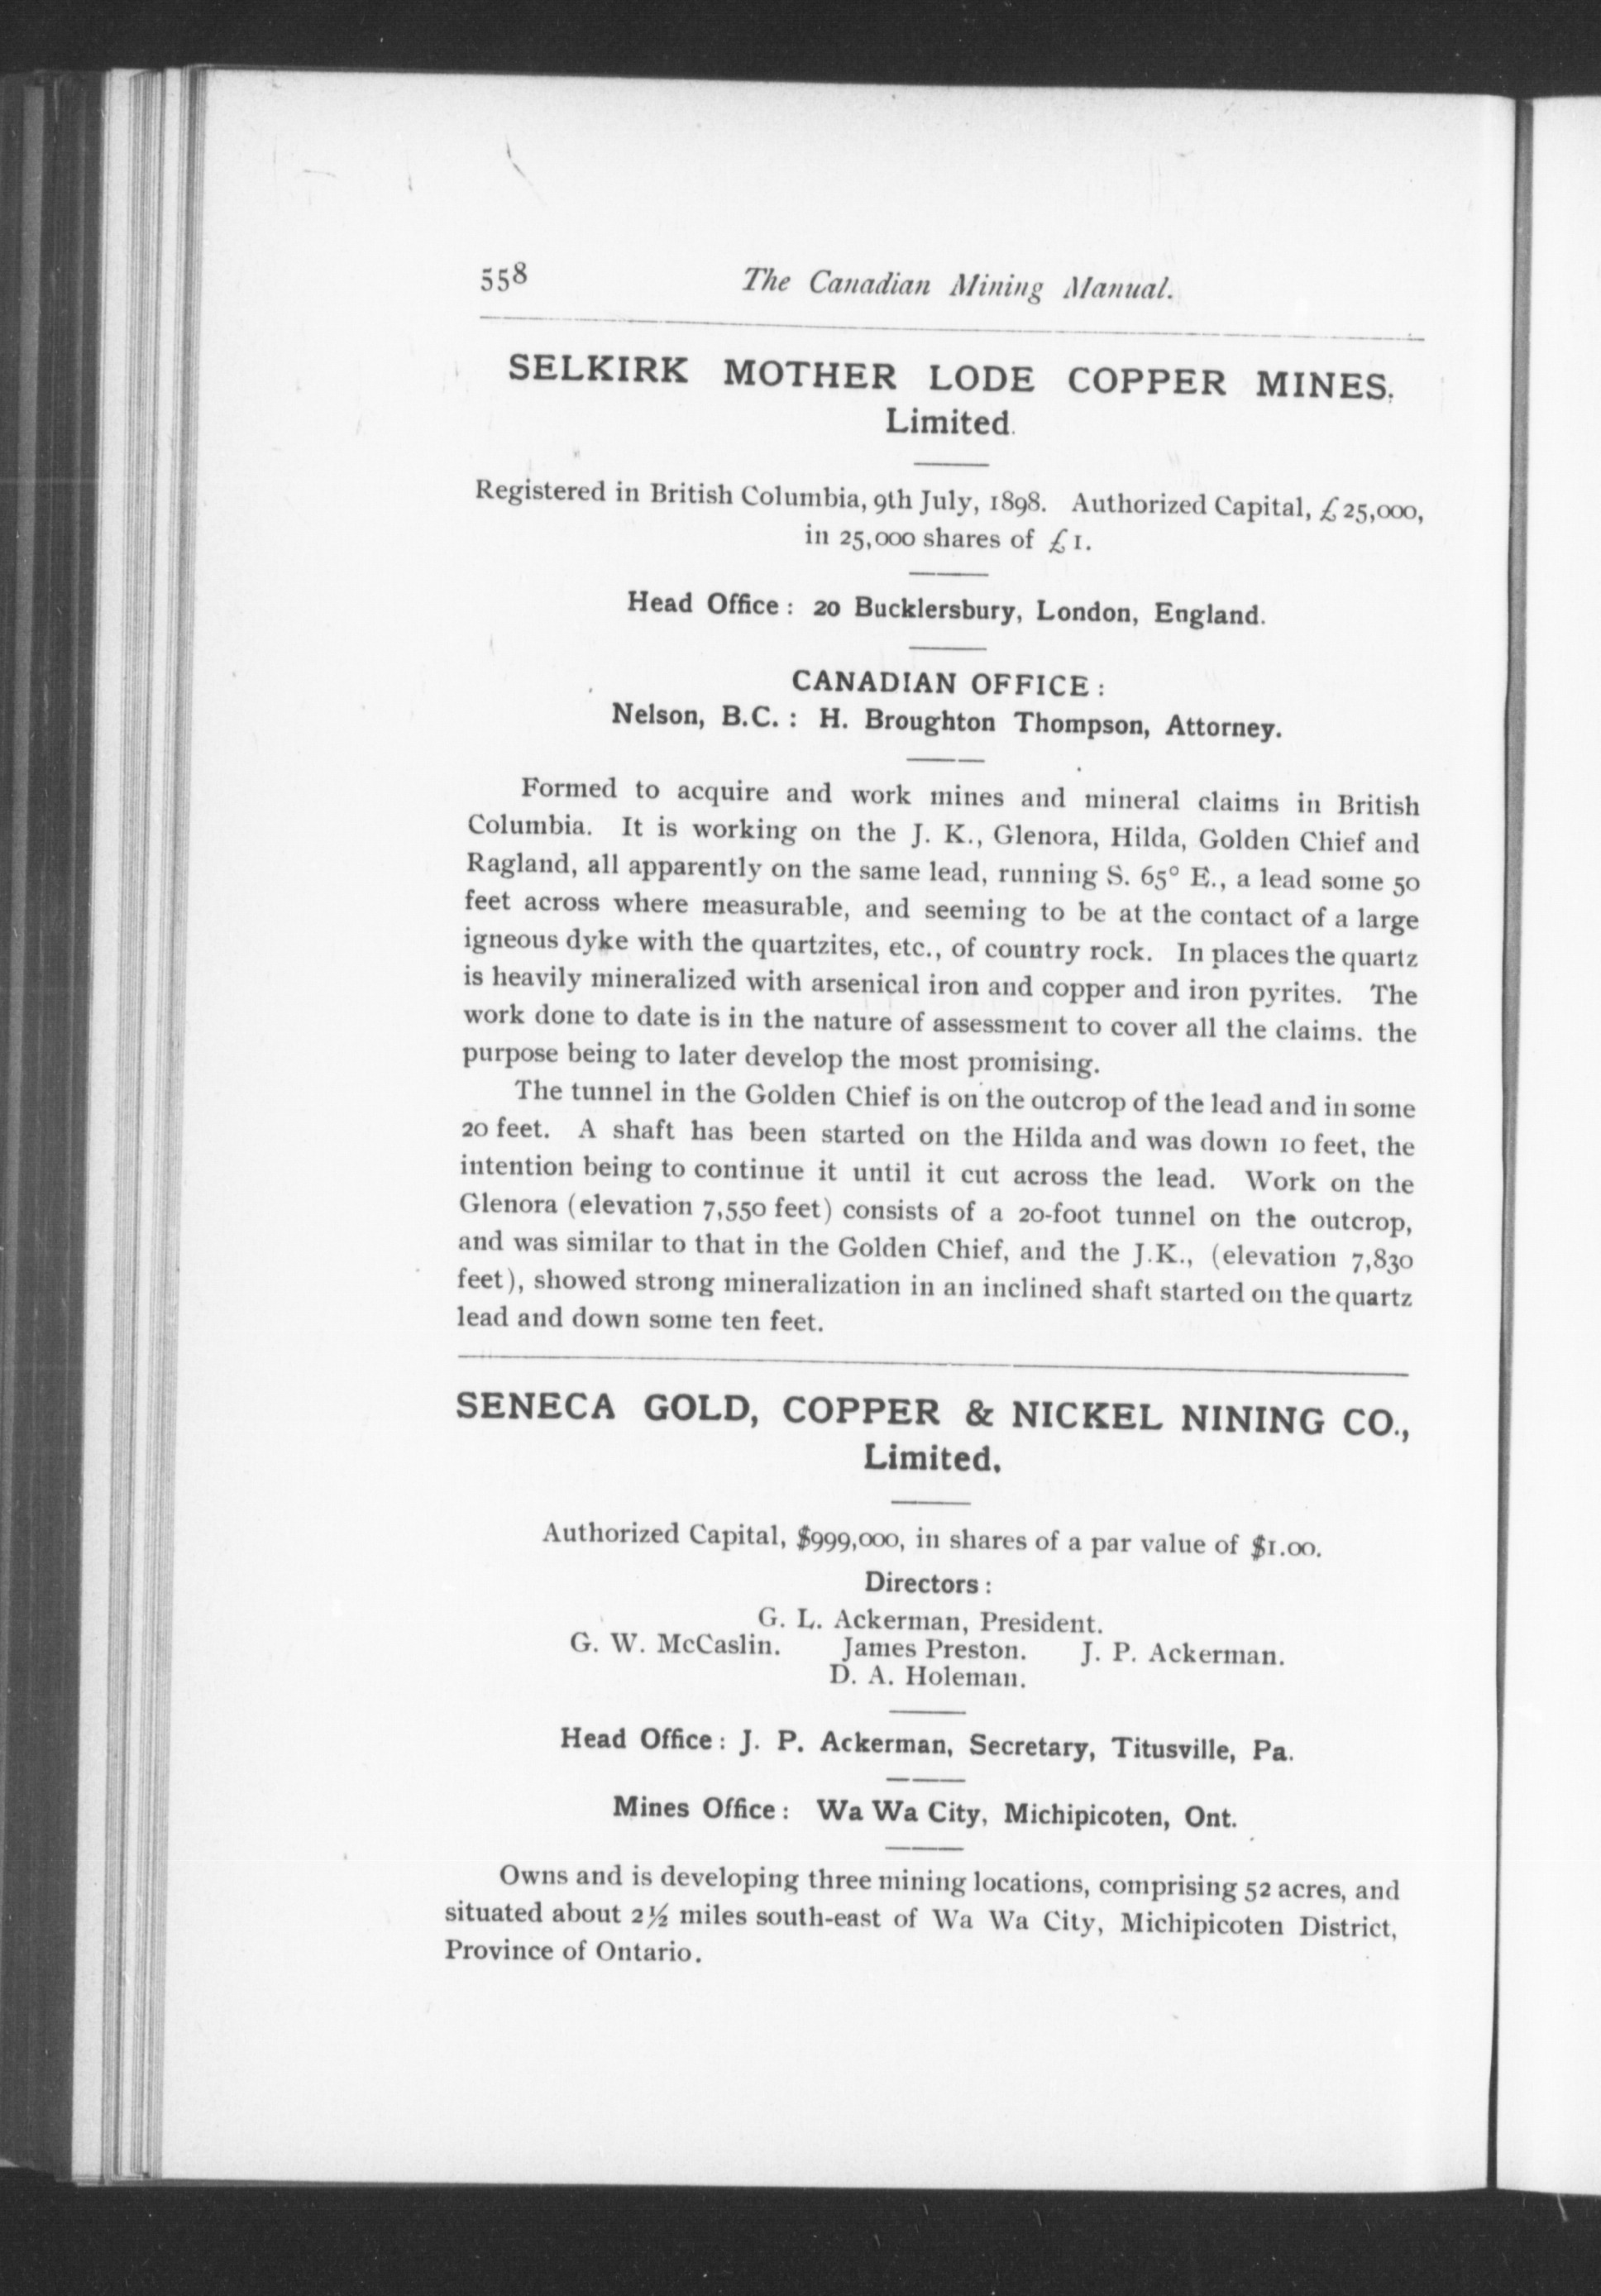 558 The Canadian Mining Manual.
SELKIRK MOTHER LODE COPPER MINES.
Limited.
Registered in British Columbia, 9th July, 1898. Authorized Capital, £25,000,
in 25,000 shares of £1.
Head Office: 20 Bucklersbury, London, England.
CANADIAN OFFICE:
Nelson, B.C.: H. Broughton Thompson, Attorney.
Formed to acquire and work mines and mineral claims in British
Columbia. It is working on the J. K., Glenora, Hilda, Golden Chief and
Ragland, all apparently on the same lead, running S. 65° E., a lead some 50
feet across where measurable, and seeming to be at the contact of a large
igneous dyke with the quartzites, etc., of country rock. In places the quartz
is heavily mineralized with arsenical iron and copper and iron pyrites. The
work done to date is in the nature of assessment to cover all the claims. the
purpose being to later develop the most promising.
The tunnel in the Golden Chief is on the outcrop of the lead and in some
20 feet. A shaft has been started on the Hilda and was down 10 feet, the
intention being to continue it until it cut across the lead. Work on the
Glenora (elevation 7,550 feet) consists of a 20-foot tunnel on the outcrop,
and was similar to that in the Golden Chief, and the J.K., (elevation 7,830
feet), showed strong mineralization in an inclined shaft started on the quartz
lead and down some ten feet.
SENECA GOLD, COPPER & NICKEL NINING CO.,
Limited.
Authorized Capital, $999,000, in shares of a par value of $1.00.
Directors:
G. L. Ackerman, President.
G. W. McCaslin. James Preston. J. P. Ackerman.
D. A. Holeman.
Head Office: J. P. Ackerman, Secretary, Titusville, Pa.
Mines Office: Wa Wa City, Michipicoten, Ont.
Owns and is developing three mining locations, comprising 52 acres, and
situated about 2½ miles south-east of Wa Wa City, Michipicoten District,
Province of Ontario.